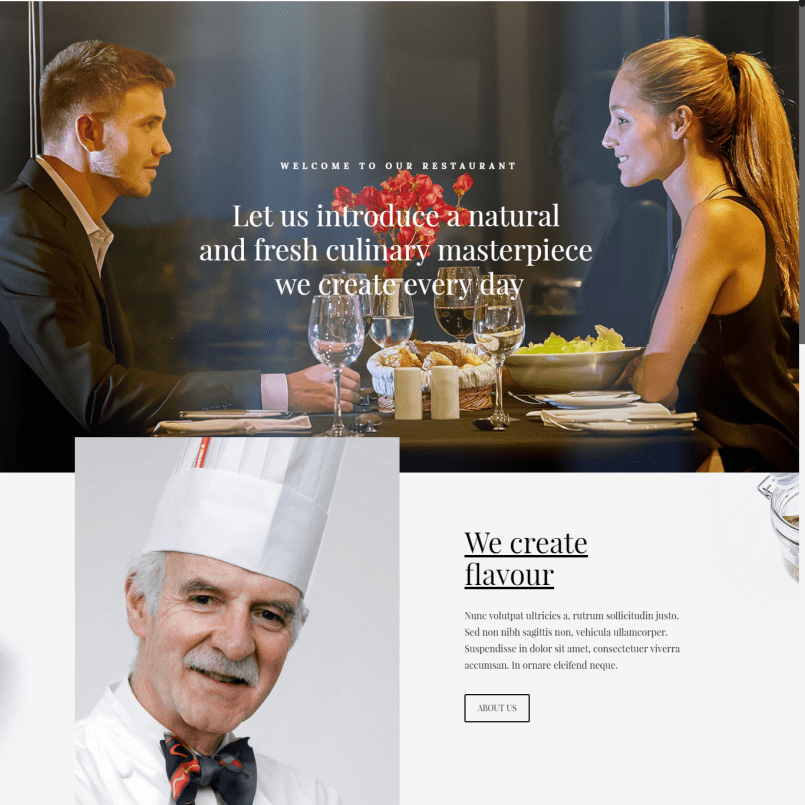 WELCOME TO OUR RESTAURANT
Let us introduce a natural
and fresh culinary masterpiece
we create every day
We create
flavour
Nunc volutpat ultricies a, rutrum sollicitudin justo.
Sed non nibh sagittis non, vehicula ullamcorper.
Suspendisse in dolor sit amet, consectetuer viverra
accumsan. In ornare eleifend neque.
ABOUT US